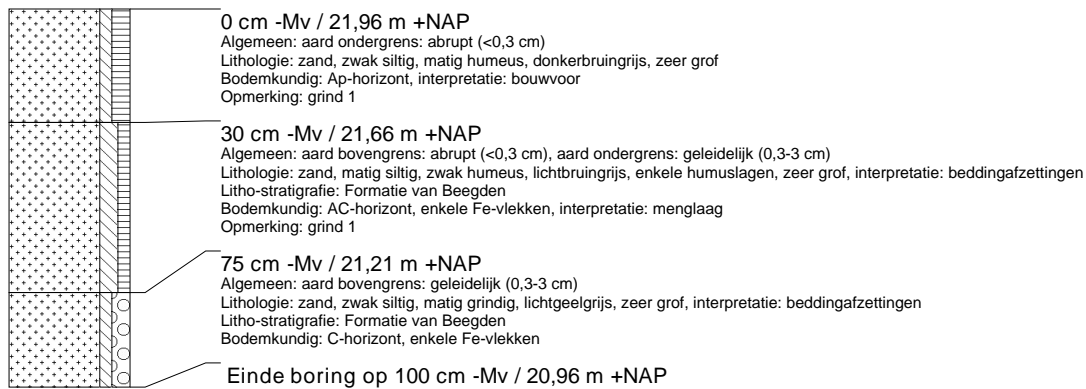 0 cm -Mv / 21,96 m +NAP
Algemeen: aard ondergrens: abrupt (<0,3 cm)
Lithologie: zand, zwak siltig, matig humeus, donkerbruingrijs, zeer grof
Bodemkundig: Ap-horizont, interpretatie: bouwvoor
Opmerking: grind 1
30 cm -Mv / 21,66 m +NAP
Algemeen: aard bovengrens: abrupt (<0,3 cm), aard ondergrens: geleidelijk (0,3-3 cm)
Lithologie: zand, matig siltig, zwak humeus, lichtbruingrijs, enkele humuslagen, zeer grof, interpretatie: beddingafzettingen
Litho-stratigrafie: Formatie van Beegden
Bodemkundig: AC-horizont, enkele Fe-vlekken, interpretatie: menglaag
Opmerking: grind 1
75 cm -Mv / 21,21 m +NAP
Algemeen: aard bovengrens: geleidelijk (0,3-3 cm)
Lithologie: zand, zwak siltig, matig grindig, lichtgeelgrijs, zeer grof, interpretatie: beddingafzettingen
Litho-stratigrafie: Formatie van Beegden
Bodemkundig: C-horizont, enkele Fe-vlekken
Einde boring op 100 cm -Mv / 20,96 m +NAP